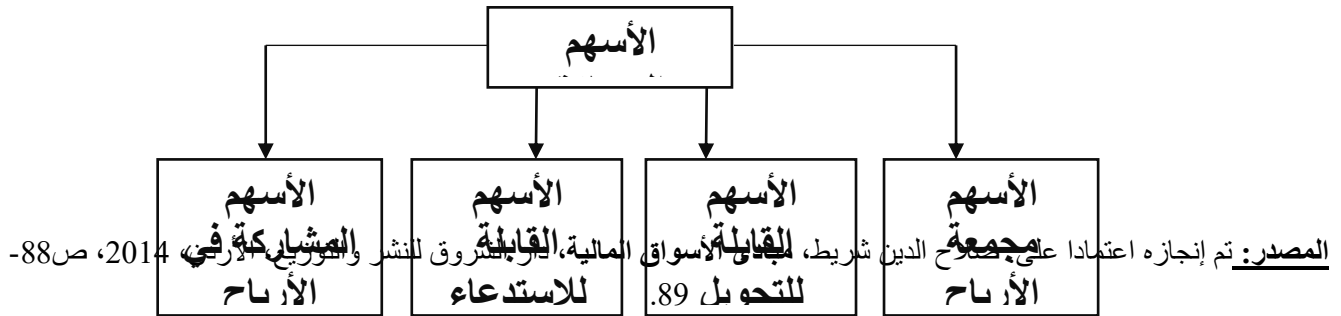 الأسهم
الأسهم
مجمعة
الأرباح
الأسهم
القابلة
للتحويل
الأسهم
القابلة
للاستدعاء
الأسهم
المشاركة في
الأرباح
المصدر: تم إنجازه اعتمادا على صلاح الدين شريط، مبادئ الأسواق المالية، دار الشروق للنشر والتوزيع، الأردن، 2014، ص88-
89.